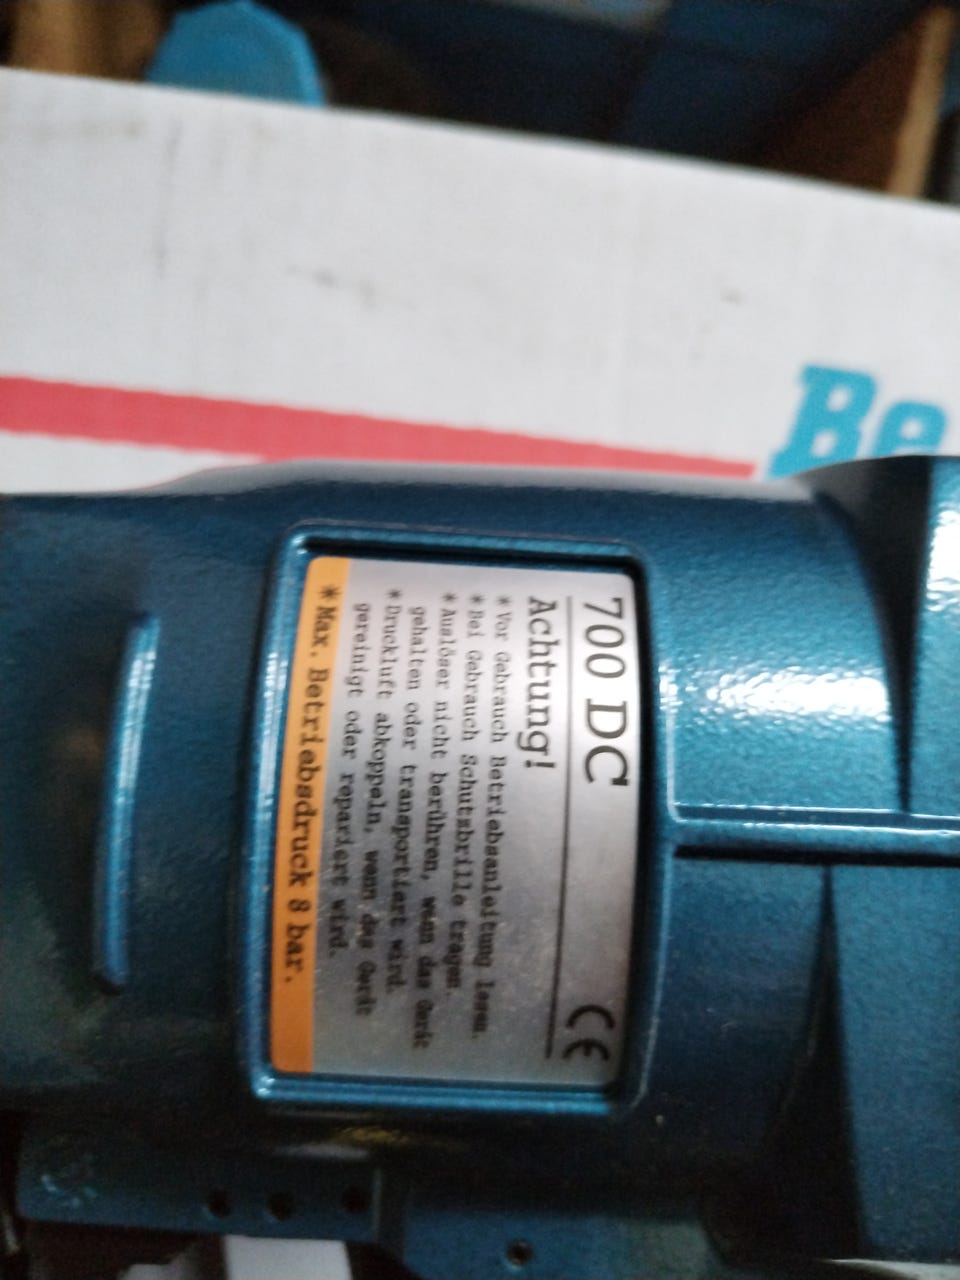 Be
700 DC CE
Achtung!
* Vor Gebrauch Betriebsanleitung lesen.
* Bei Gebrauch Schutzbrille tragen.
* Auslöser nicht berühren, wenn das Gerät
gehalten oder transportiert wird.
* Druckluft abkoppeln, wenn das Gerät
gereinigt oder repariert wird.
* Max. Betriebsdruck 8 bar.